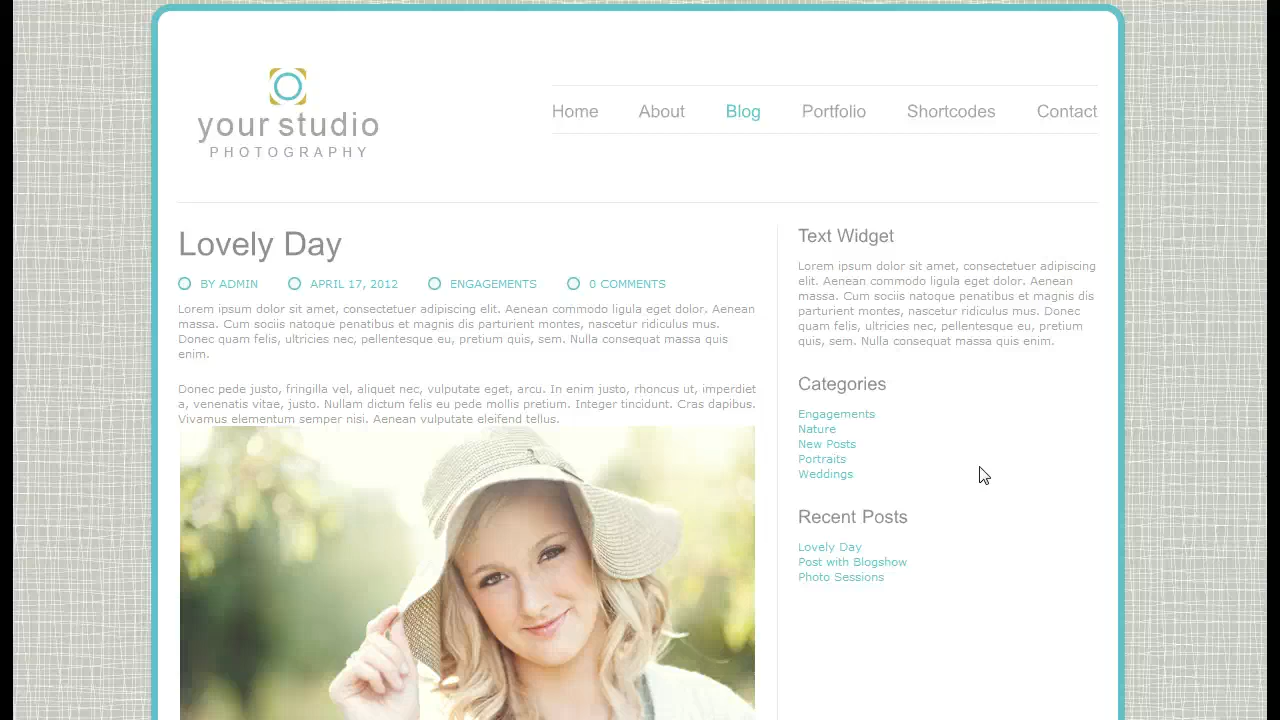 your studio
PHOTOGRAPHY
Home About Blog Portfolio Shortcodes Contact
Lovely Day
BY ADMIN APRIL 17, 2012 ENGAGEMENTS 0 COMMENTS
Lorem ipsum dolor sit amet, consectetuer adipiscing elit. Aenean commodo ligula eget dolor. Aenean
massa. Cum sociis natoque penatibus et magnis dis parturient montes, nascetur ridiculus mus.
Donec quam felis, ultricies nec, pellentesque eu, pretium quis, sem. Nulla consequat massa quis
enim.
Donec pede justo, fringilla vel, aliquet nec, vulputate eget, arcu. In enim justo, rhoncus ut, imperdiet
a, venenatis vitae, justo. Nullam dictum felis eu pede mollis pretium. Integer tincidunt. Cras dapibus.
Vivamus elementum semper nisi. Aenean vulputate eleifend tellus.
Text Widget
Lorem ipsum dolor sit amet, consectetuer adipiscing
elit. Aenean commodo ligula eget dolor. Aenean
massa. Cum sociis natoque penatibus et magnis dis
parturient montes, nascetur ridiculus mus. Donec
quam felis, ultricies nec, pellentesque eu, pretium
quis, sem. Nulla consequat massa quis enim.
Categories
Engagements
Nature
New Posts
Portraits
Weddings
Recent Posts
Lovely Day
Post with Blogshow
Photo Sessions